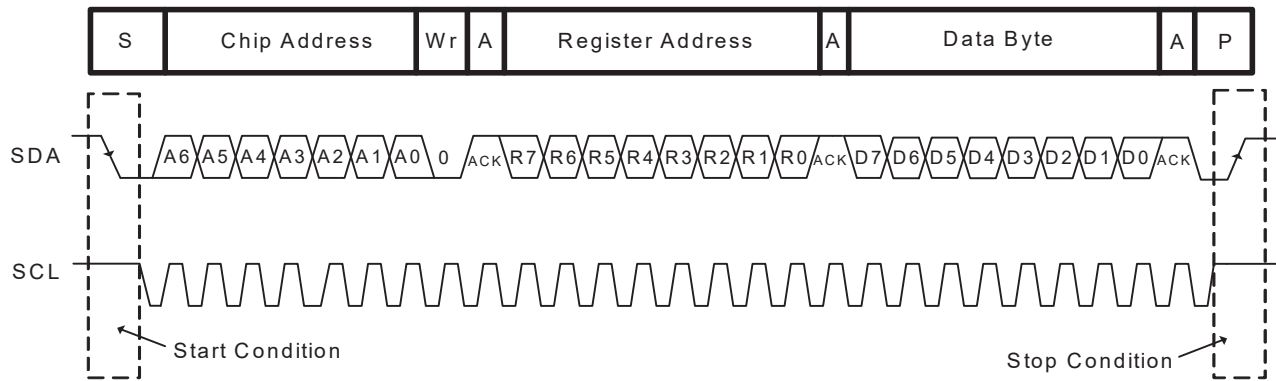 S Chip Address Wr A Register Address A Data Byte A P
SDA A6 A5 A4 A3 A2 A1 A0 0 ACK R7 R6 R5 R4 R3 R2 R1 R0 ACK D7 D6 D5 D4 D3 D2 D1 D0 ACK
SCL
Start Condition
Stop Condition